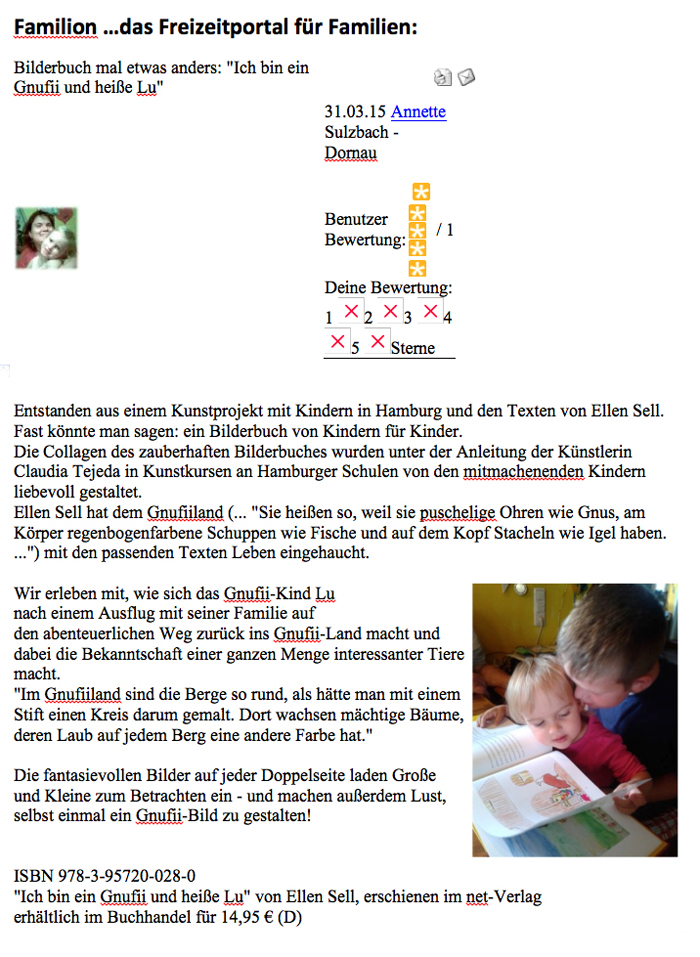 Familion ...das Freizeitportal für Familien:
Bilderbuch mal etwas anders: "Ich bin ein
Gnufii und heiße Lu"
31.03.15 Annette
Sulzbach -
Dornau
Benutzer
Bewertung: / 1
Deine Bewertung:
1 2 3 4
5 Sterne
Entstanden aus einem Kunstprojekt mit Kindern in Hamburg und den Texten von Ellen Sell.
Fast könnte man sagen: ein Bilderbuch von Kindern für Kinder.
Die Collagen des zauberhaften Bilderbuches wurden unter der Anleitung der Künstlerin
Claudia Tejeda in Kunstkursen an Hamburger Schulen von den mitmachenenden Kindern
liebevoll gestaltet.
Ellen Sell hat dem Gnufiiland (... "Sie heißen so, weil sie puschelige Ohren wie Gnus, am
Körper regenbogenfarbene Schuppen wie Fische und auf dem Kopf Stacheln wie Igel haben.
...") mit den passenden Texten Leben eingehaucht.
Wir erleben mit, wie sich das Gnufii-Kind Lu
nach einem Ausflug mit seiner Familie auf
den abenteuerlichen Weg zurück ins Gnufii-Land macht und
dabei die Bekanntschaft einer ganzen Menge interessanter Tiere
macht.
"Im Gnufiiland sind die Berge so rund, als hätte man mit einem
Stift einen Kreis darum gemalt. Dort wachsen mächtige Bäume,
deren Laub auf jedem Berg eine andere Farbe hat."
Die fantasievollen Bilder auf jeder Doppelseite laden Große
und Kleine zum Betrachten ein - und machen außerdem Lust,
selbst einmal ein Gnufii-Bild zu gestalten!
ISBN 978-3-95720-028-0
"Ich bin ein Gnufii und heiße Lu" von Ellen Sell, erschienen im net-Verlag
erhältlich im Buchhandel für 14,95 € (D)